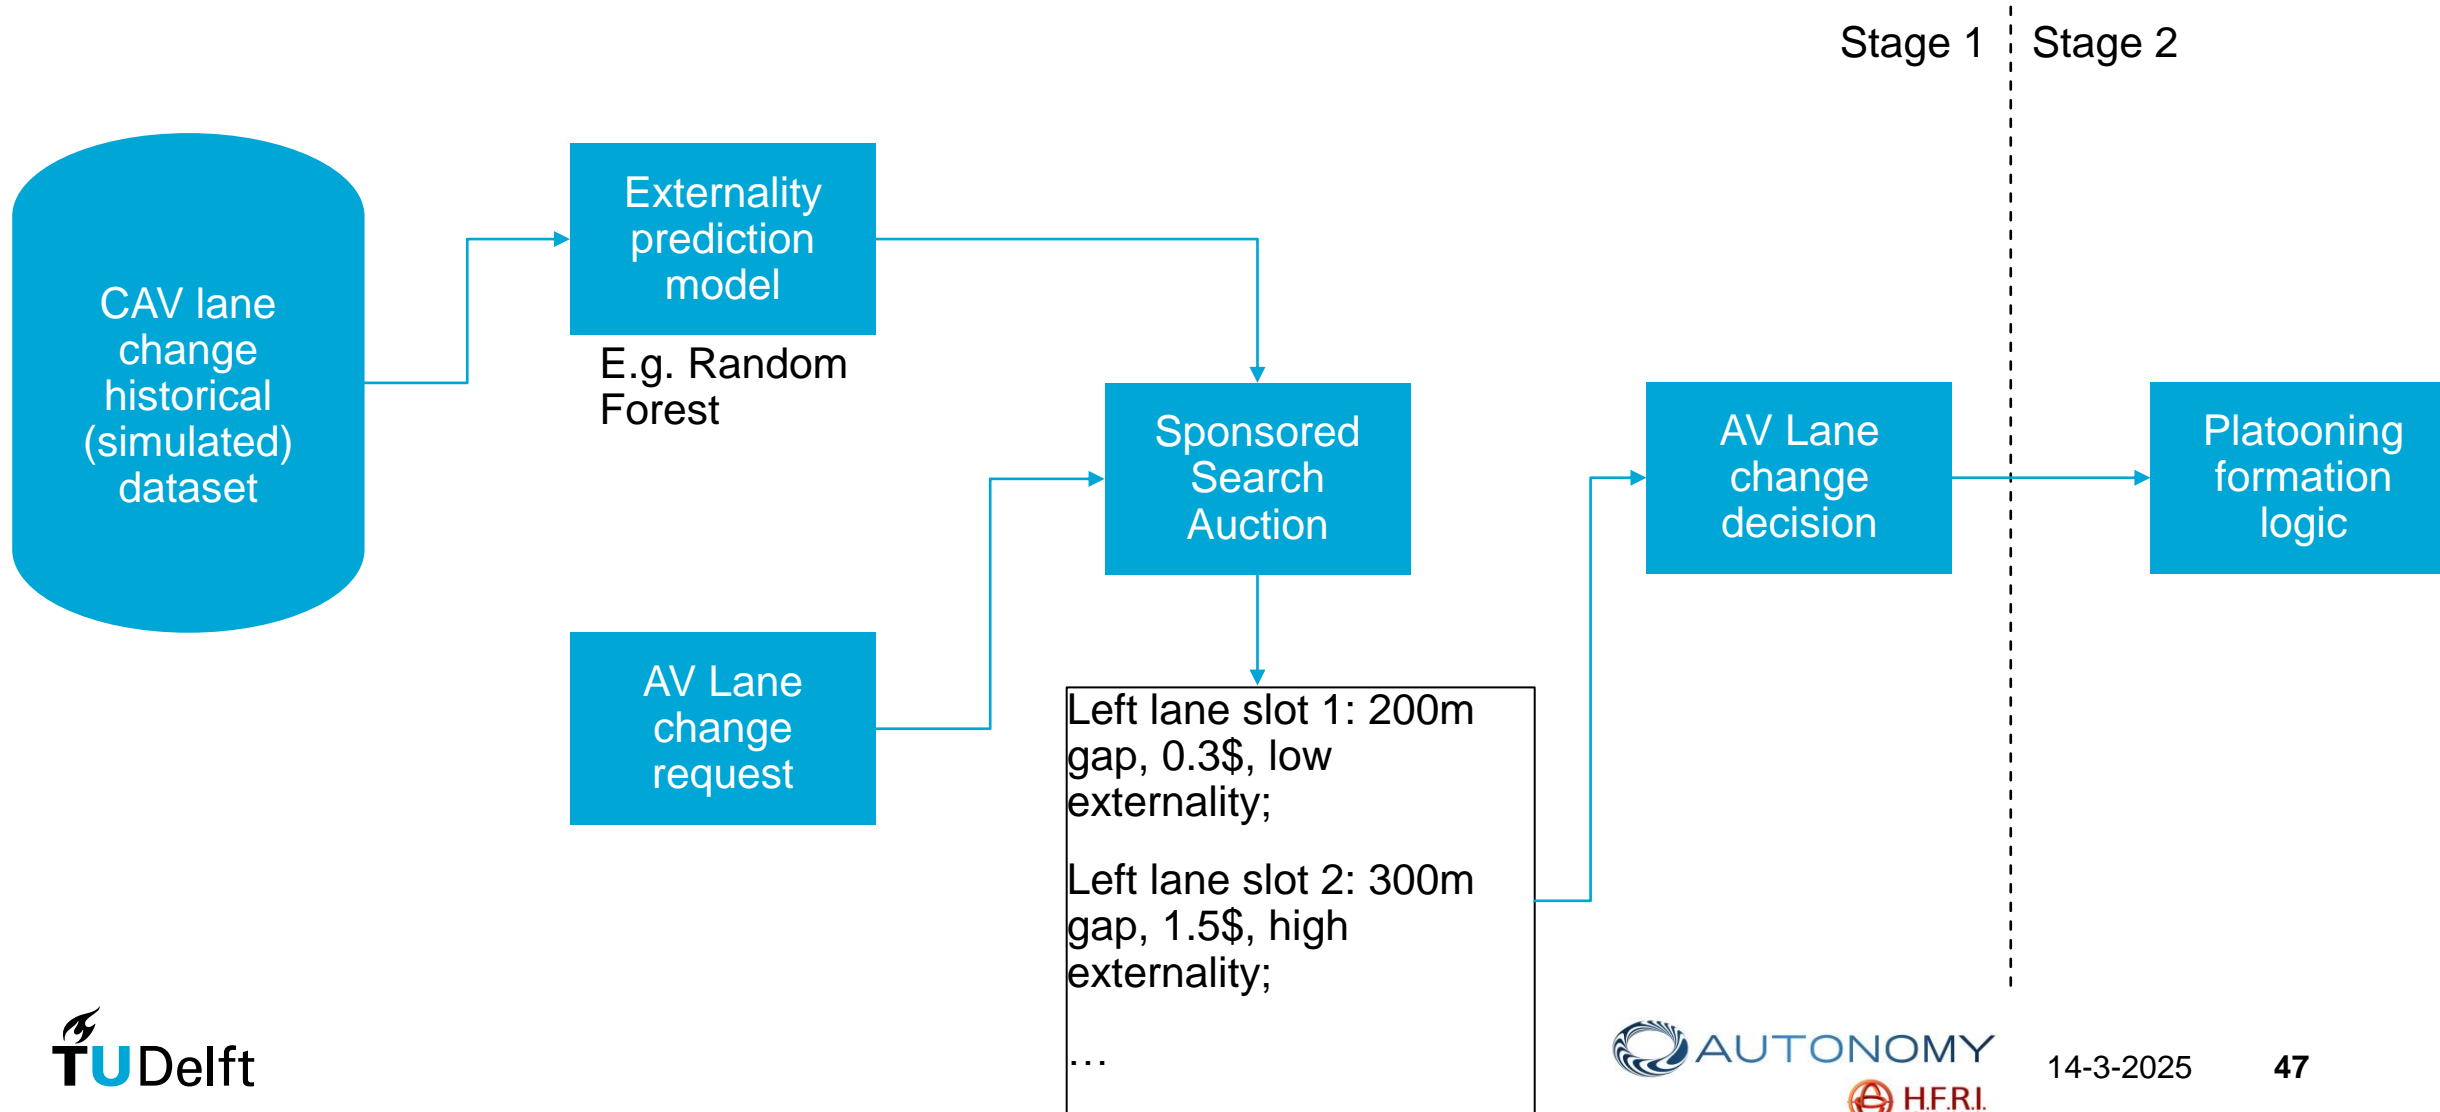 Stage 1
Stage 2
CAV lane
change
historical
(simulated)
dataset
Externality
prediction
model
E.g. Random
Forest
AV Lane
change
request
Sponsored
Search
Auction
Left lane slot 1: 200m
gap, 0.3$, low
externality;
Left lane slot 2: 300m
gap, 1.5$, high
externality;
…
AV Lane
change
decision
Platooning
formation
logic
TUDelft
AUTONOMY
H.F.R.I.
14-3-2025
47